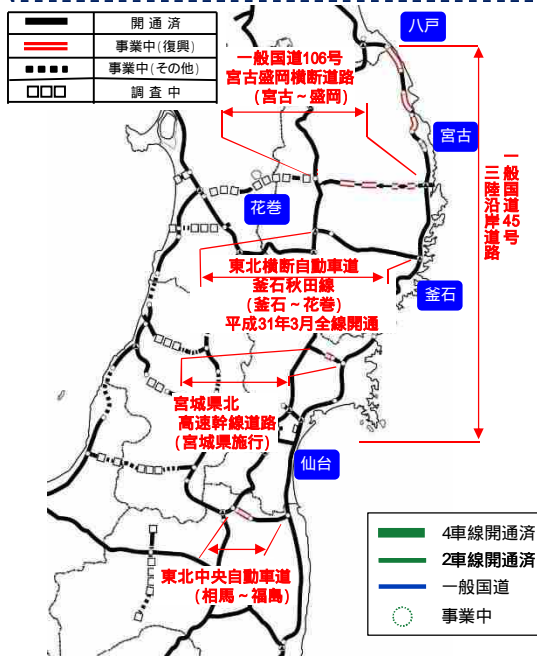 開通済
事業中(復興)
事業中(その他)
調査中
八戸
一般国道106号
宮古盛岡横断道路
(宮古~盛岡)
宮古
一般国道45号
三陸沿岸道路
花巻
東北横断自動車道
釜石秋田線
(釜石~花巻)
平成31年3月全線開通
釜石
宮城県北
高速幹線道路
(宮城県施行)
仙台
東北中央自動車道
(相馬~福島)
4車線開通済
2車線開通済
一般国道
事業中